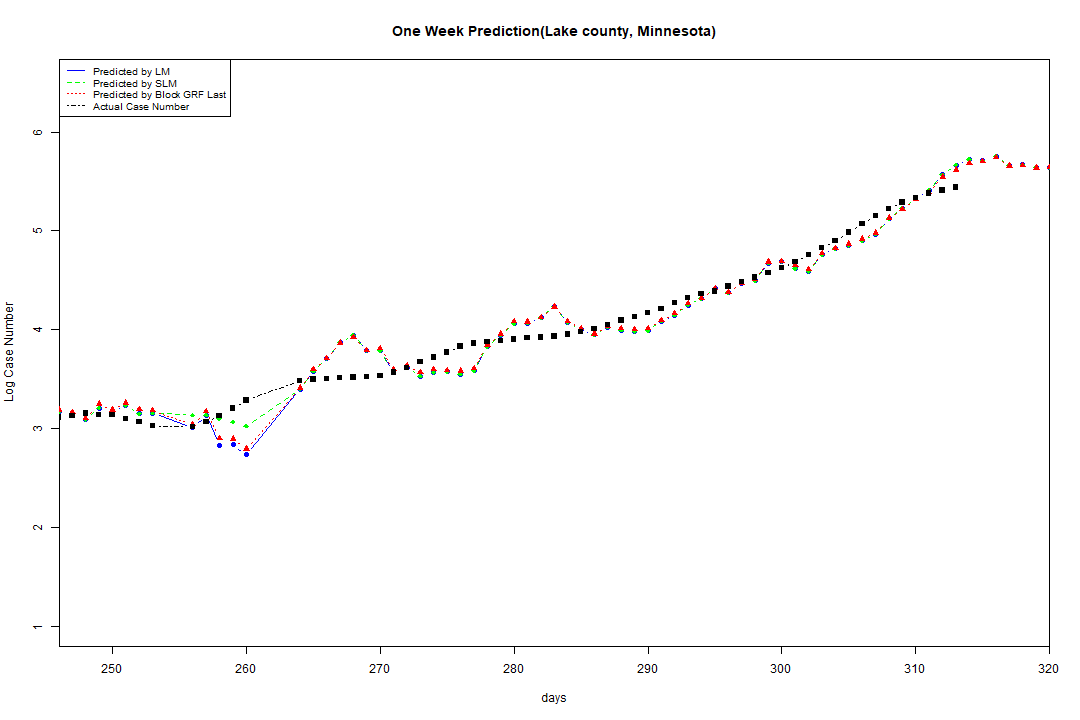 One Week Prediction(Lake county, Minnesota)
Predicted by LM
Predicted by SLM
Predicted by Block GRF Last
Actual Case Number
Log Case Number
6
5
4
3
2
1
250 260 270 280 290 300 310 320
days